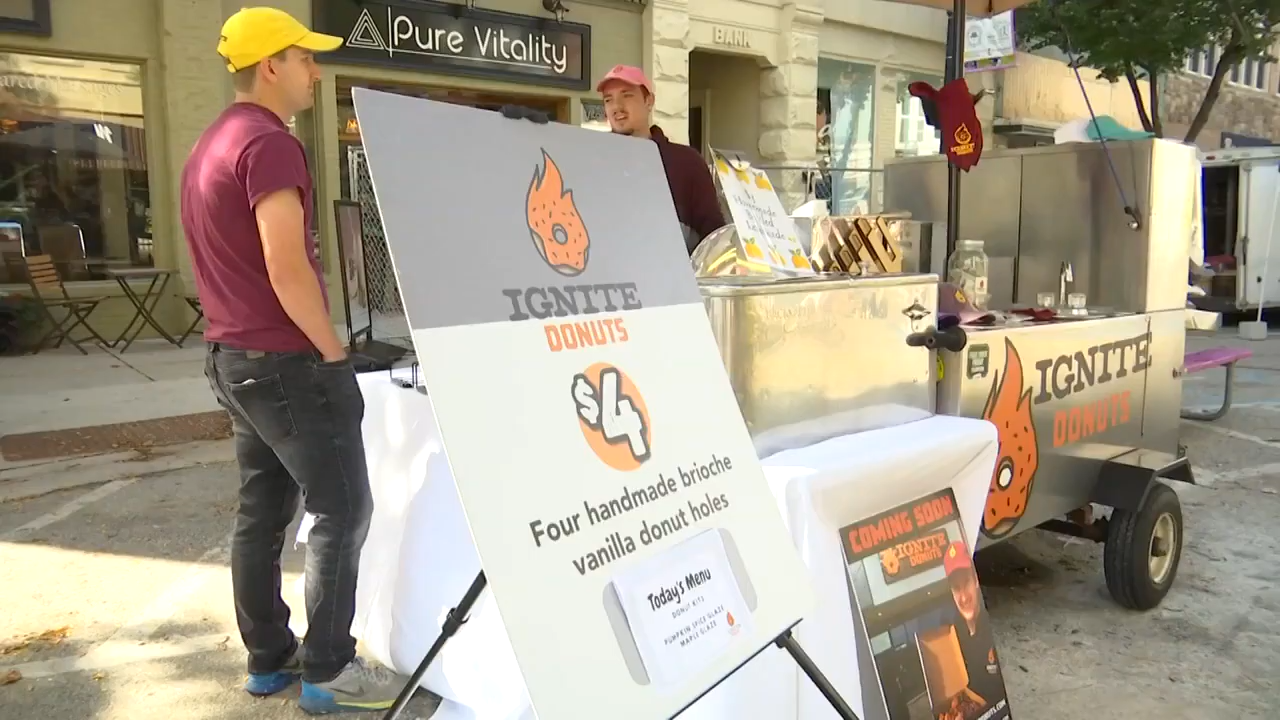 Pure Vitality
BANK
IGNITE
DONUTS
$4
Four handmade brioche
vanilla donut holes
Today's Menu
DONUT KITS
PUMPKIN SPICE GLAZE
MAPLE GLAZE
IGNITE
DONUTS
COMING SOON
IGNITE
DONUTS